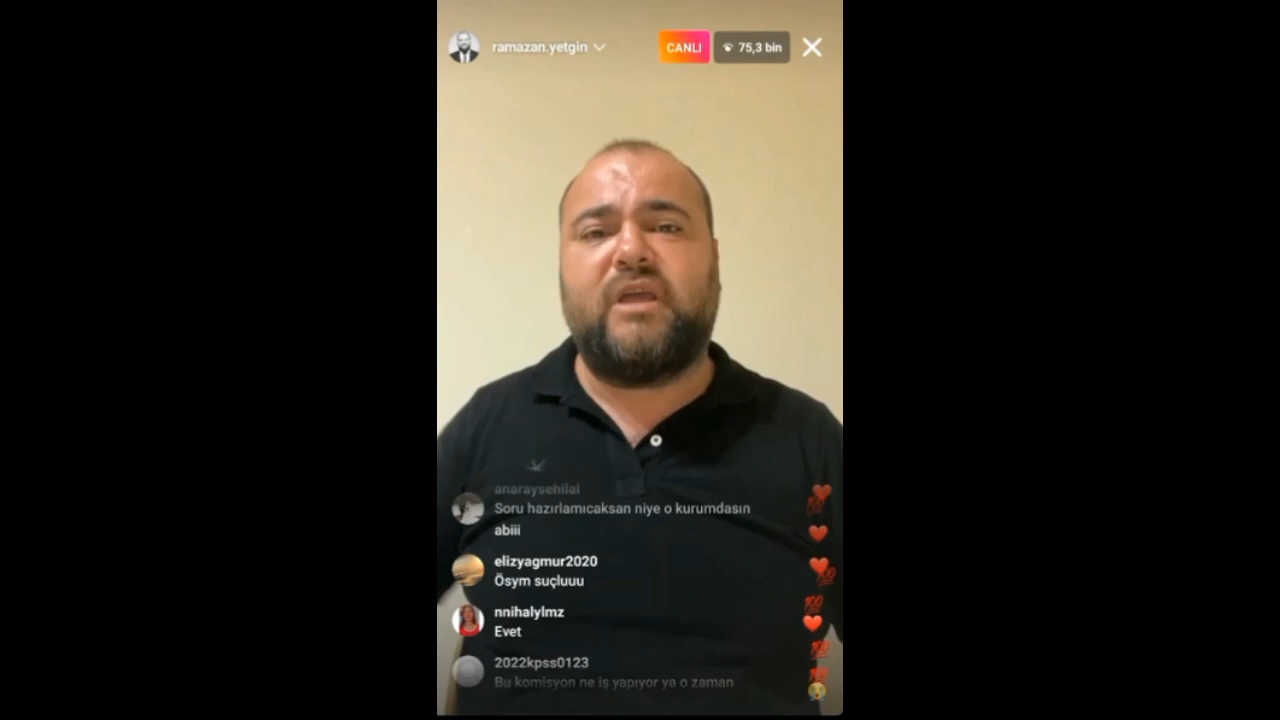 ramazan.yetgin
CANLI
75,3 bin
anaraysehilal
Soru hazırlamıcaksan niye o kurumdasın
abiii
elizyagmur2020
Ösym suçluuu
nnihalylmz
Evet
2022kpss0123
Bu komisyon ne iş yapıyor ya o zaman